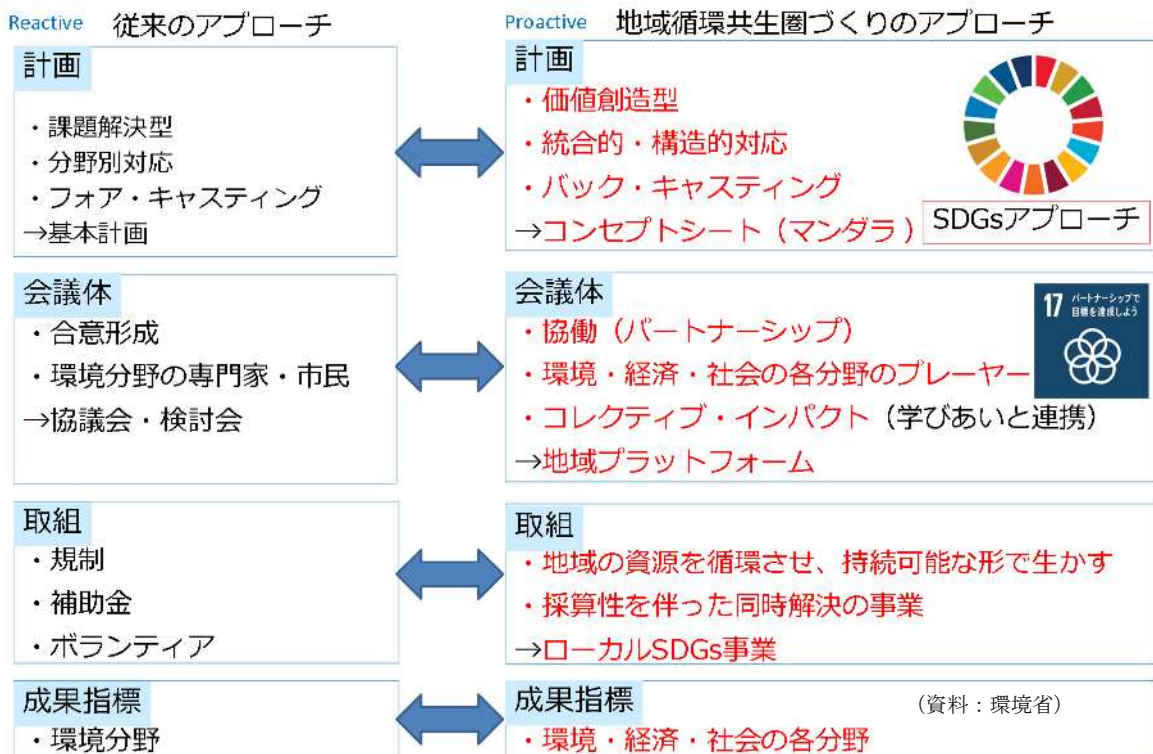 Reactive 従来のアプローチ
計画
・課題解決型
・分野別対応
・フォア・キャスティング
→基本計画
会議体
・合意形成
・環境分野の専門家・市民
→協議会・検討会
取組
・規制
・補助金
・ボランティア
成果指標
・環境分野
Proactive 地域循環共生圏づくりのアプローチ
計画
・価値創造型
・統合的・構造的対応
・バック・キャスティング
→コンセプトシート（マンダラ）
SDGsアプローチ
会議体
・協働（パートナーシップ）
・環境・経済・社会の各分野のプレーヤー
・コレクティブ・インパクト（学びあいと連携）
→地域プラットフォーム
17 パートナーシップで
目標を達成しよう
取組
・地域の資源を循環させ、持続可能な形で生かす
・採算性を伴った同時解決の事業
→ローカルSDGs事業
成果指標
（資料：環境省）
・環境・経済・社会の各分野